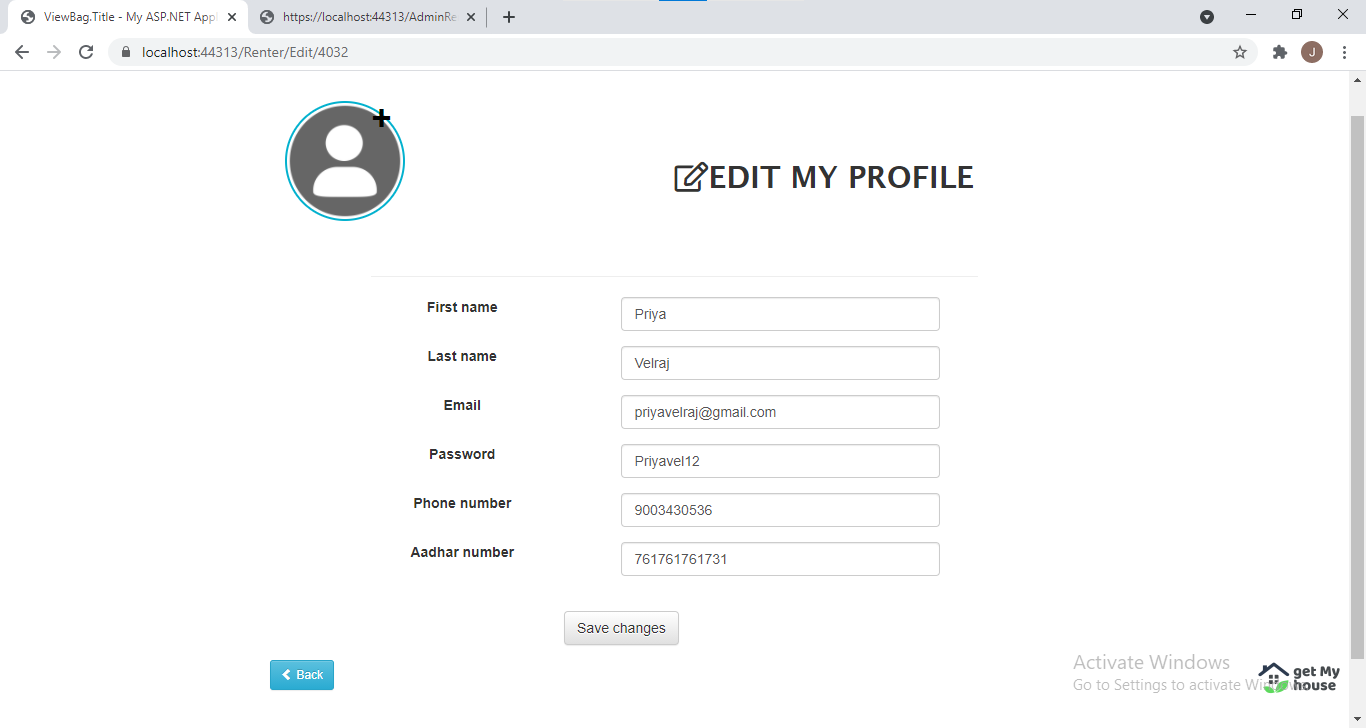 ViewBag.Title - My ASP.NET Appl
https://localhost:44313/AdminRe
localhost:44313/Renter/Edit/4032
J
EDIT MY PROFILE
First name
Priya
Last name
Velraj
Email
priyavelraj@gmail.com
Password
Priyavel12
Phone number
9003430536
Aadhar number
761761761731
Save changes
Back
Activate Windows
Go to Settings to activate Windows.
get My
house